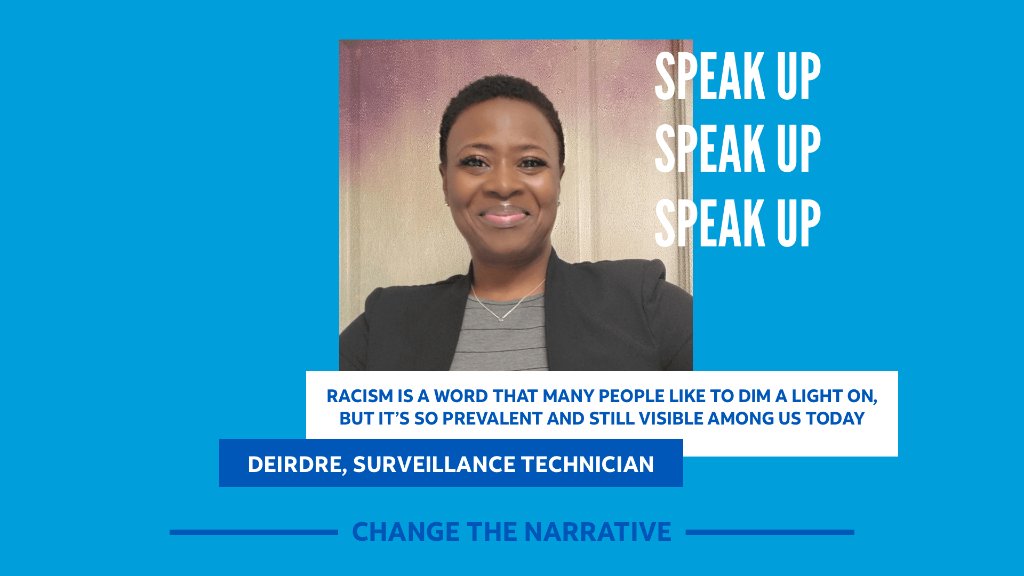 SPEAK UP
SPEAK UP
SPEAK UP
RACISM IS A WORD THAT MANY PEOPLE LIKE TO DIM A LIGHT ON,
BUT IT’S SO PREVALENT AND STILL VISIBLE AMONG US TODAY
DEIRDRE, SURVEILLANCE TECHNICIAN
CHANGE THE NARRATIVE